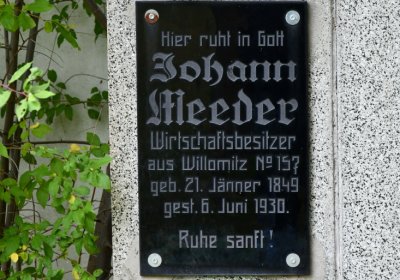 Hier ruht in Gott
Johann
Meeder
Wirtschaftsbesitzer
aus Willomitz No 157
geb. 21. Jänner 1849
gest. 6. Juni 1930.
Ruhe sanft!